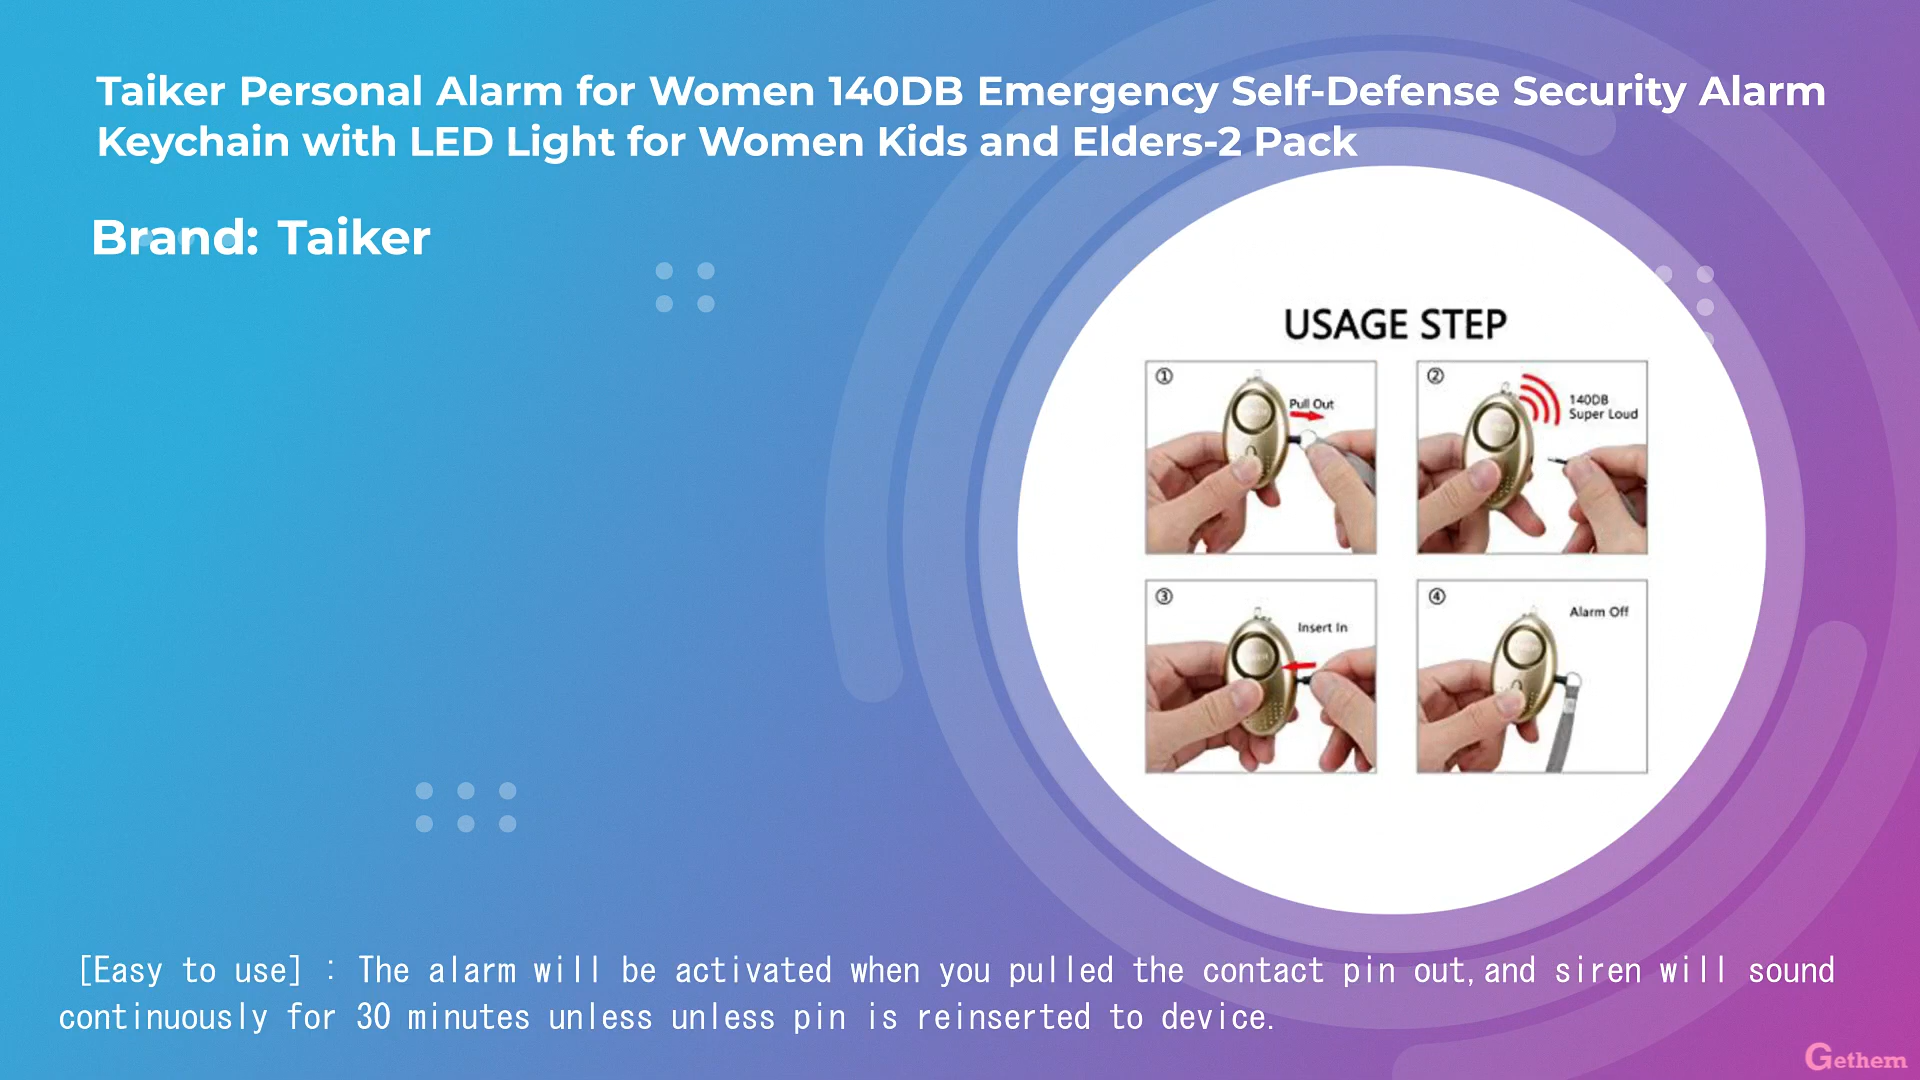 Taiker Personal Alarm for Women 140DB Emergency Self-Defense Security Alarm
Keychain with LED Light for Women Kids and Elders-2 Pack
Brand: Taiker
USAGE STEP
①
Pull Out
②
140DB
Super Loud
③
Insert In
④
Alarm Off
[Easy to use] : The alarm will be activated when you pulled the contact pin out,and siren will sound
continuously for 30 minutes unless unless pin is reinserted to device.
Gethem